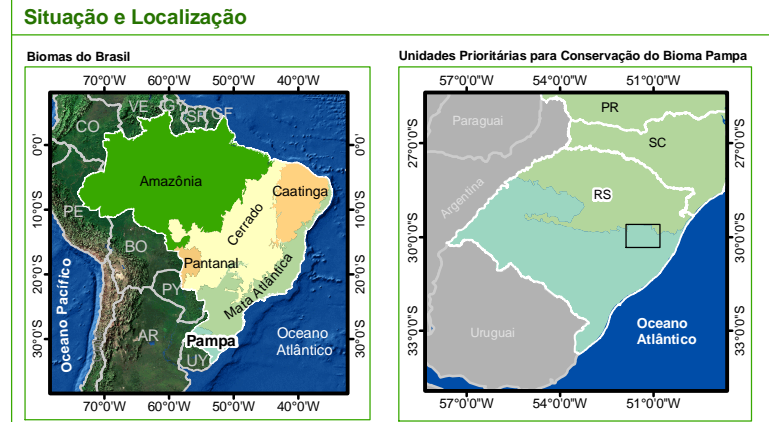 Situação e Localização
Biomas do Brasil
70°0'W 60°0'W 50°0'W 40°0'W
VE GY SR GF
CO
Amazônia
Caatinga
Cerrado
PE
BO
Pantanal
Mata Atlântica
PY
Oceano Pacífico
AR
Pampa
UY
Oceano
Atlântico
0°0'
10°0'S
20°0'S
30°0'S
0°0'
10°0'S
20°0'S
30°0'S
70°0'W 60°0'W 50°0'W 40°0'W
Unidades Prioritárias para Conservação do Bioma Pampa
57°0'0"W 54°0'0"W 51°0'0"W
Paraguai
PR
SC
Argentina
RS
Uruguai
Oceano
Atlântico
27°0'0"S
30°0'0"S
33°0'0"S
27°0'0"S
30°0'0"S
33°0'0"S
57°0'0"W 54°0'0"W 51°0'0"W